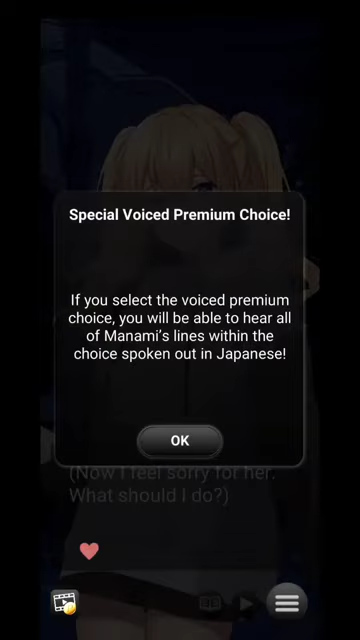 Special Voiced Premium Choice!
If you select the voiced premium
choice, you will be able to hear all
of Manami’s lines within the
choice spoken out in Japanese!
OK
(Now I feel sorry for her.
What should I do?)